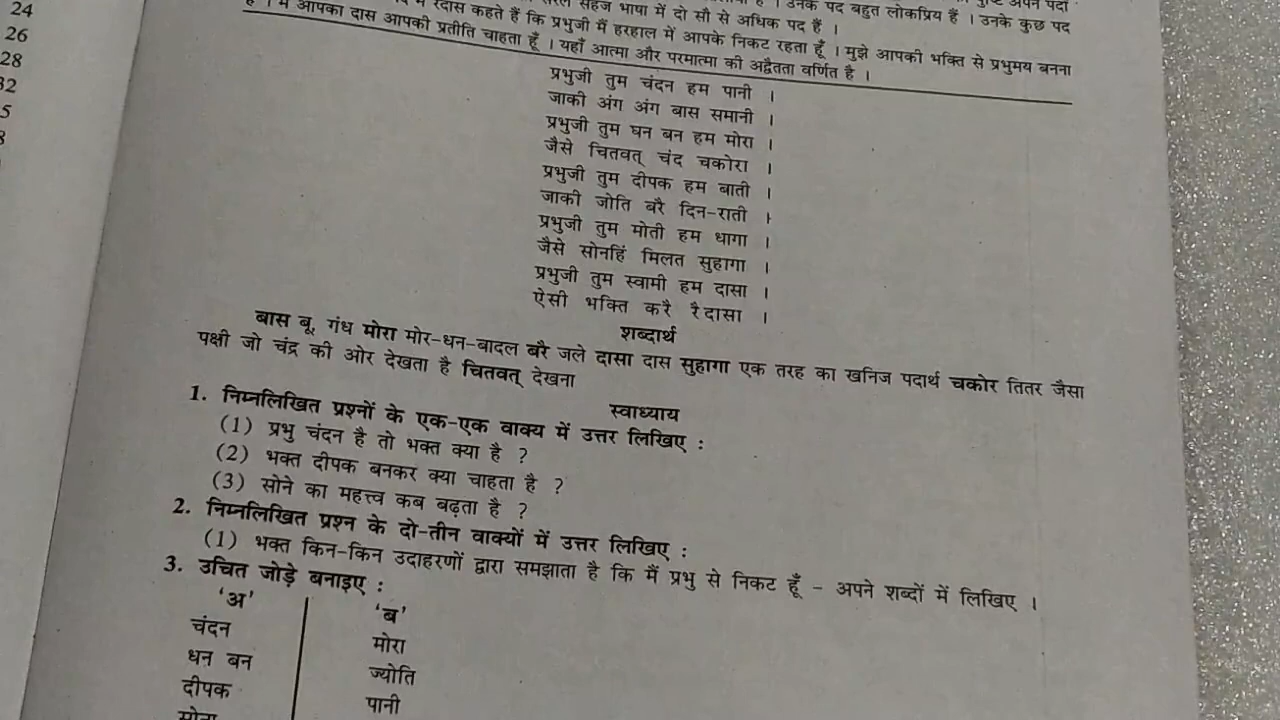 24
26
28
32
5
उनके पद बहुत लोकप्रिय हैं । उनके कुछ पद
रैदास कहते हैं कि प्रभुजी मैं हरहाल में आपके निकट रहता हूँ । मुझे आपकी भक्ति से प्रभुमय बनना
सहज भाषा में दो सौ से अधिक पद हैं ।
है । मैं आपका दास आपकी प्रतीति चाहता हूँ । यहाँ आत्मा और परमात्मा की अद्वैतता वर्णित है ।
प्रभुजी तुम चंदन हम पानी ।
जाकी अंग अंग बास समानी ।
प्रभुजी तुम घन बन हम मोरा ।
जैसे चितवत् चंद चकोरा ।
प्रभुजी तुम दीपक हम बाती ।
जाकी जोति बरै दिन-राती ।
प्रभुजी तुम मोती हम धागा ।
जैसे सोनहिं मिलत सुहागा ।
प्रभुजी तुम स्वामी हम दासा ।
ऐसी भक्ति करै रैदासा ।
शब्दार्थ
बास बू, गंध मोरा मोर-धन-बादल बरै जले दासा दास सुहागा एक तरह का खनिज पदार्थ चकोर तितर जैसा
पक्षी जो चंद्र की ओर देखता है चितवत् देखना
स्वाध्याय
1. निम्नलिखित प्रश्नों के एक-एक वाक्य में उत्तर लिखिए :
(1) प्रभु चंदन है तो भक्त क्या है ?
(2) भक्त दीपक बनकर क्या चाहता है ?
(3) सोने का महत्त्व कब बढ़ता है ?
2. निम्नलिखित प्रश्न के दो-तीन वाक्यों में उत्तर लिखिए :
(1) भक्त किन-किन उदाहरणों द्वारा समझाता है कि मैं प्रभु से निकट हूँ - अपने शब्दों में लिखिए ।
3. उचित जोड़े बनाइए :
'अ' 'ब'
चंदन मोरा
धन बन ज्योति
दीपक पानी